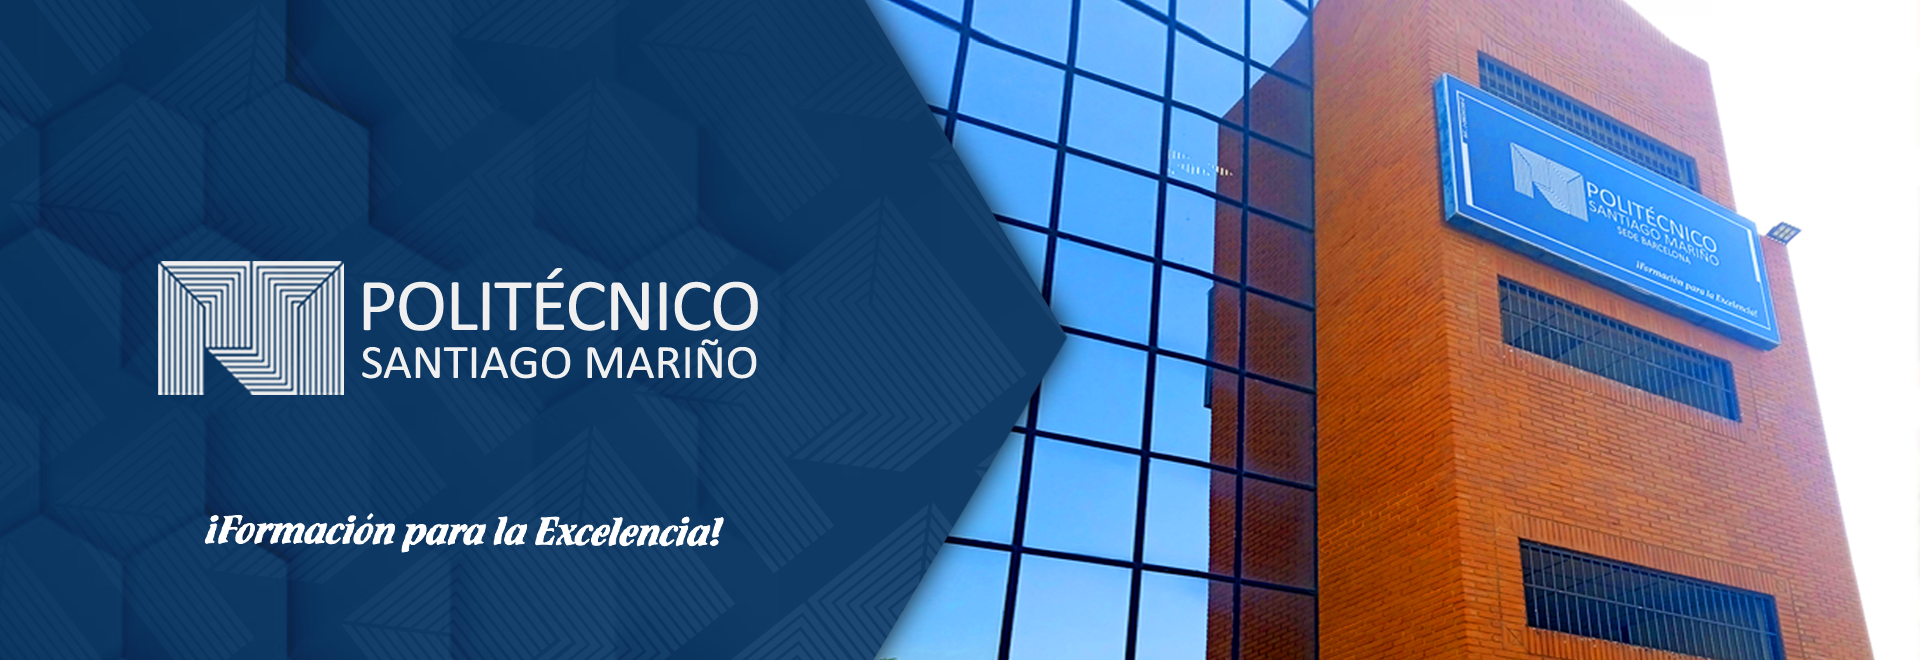 POLITÉCNICO
SANTIAGO MARIÑO
¡Formación para la Excelencia!
POLITÉCNICO
SANTIAGO MARIÑO
SEDE BARCELONA
¡Formación para la Excelencia!